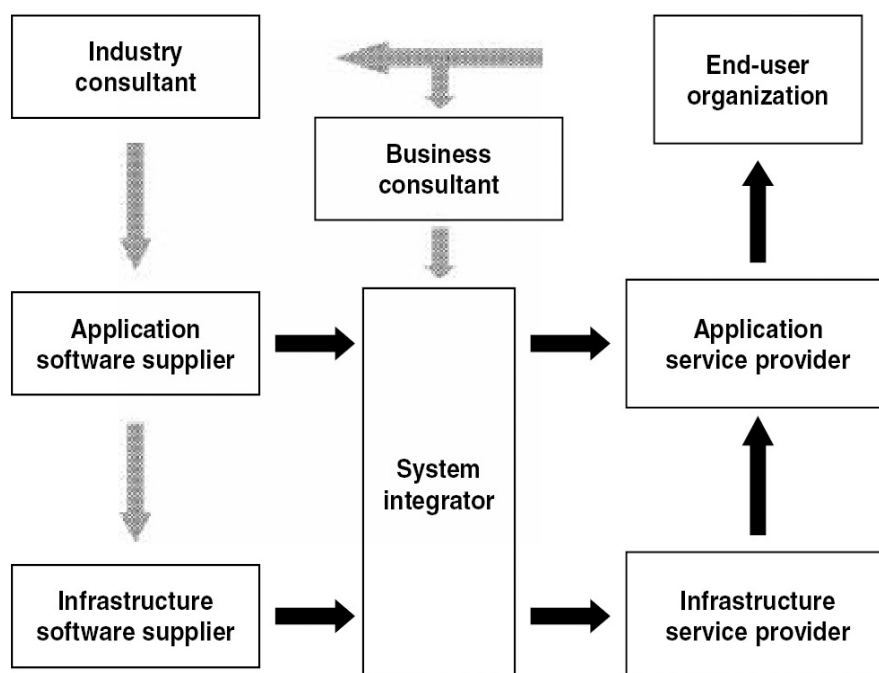 Industry
consultant
End-user
organization
Business
consultant
Application
software supplier
Application
service provider
System
integrator
Infrastructure
software supplier
Infrastructure
service provider